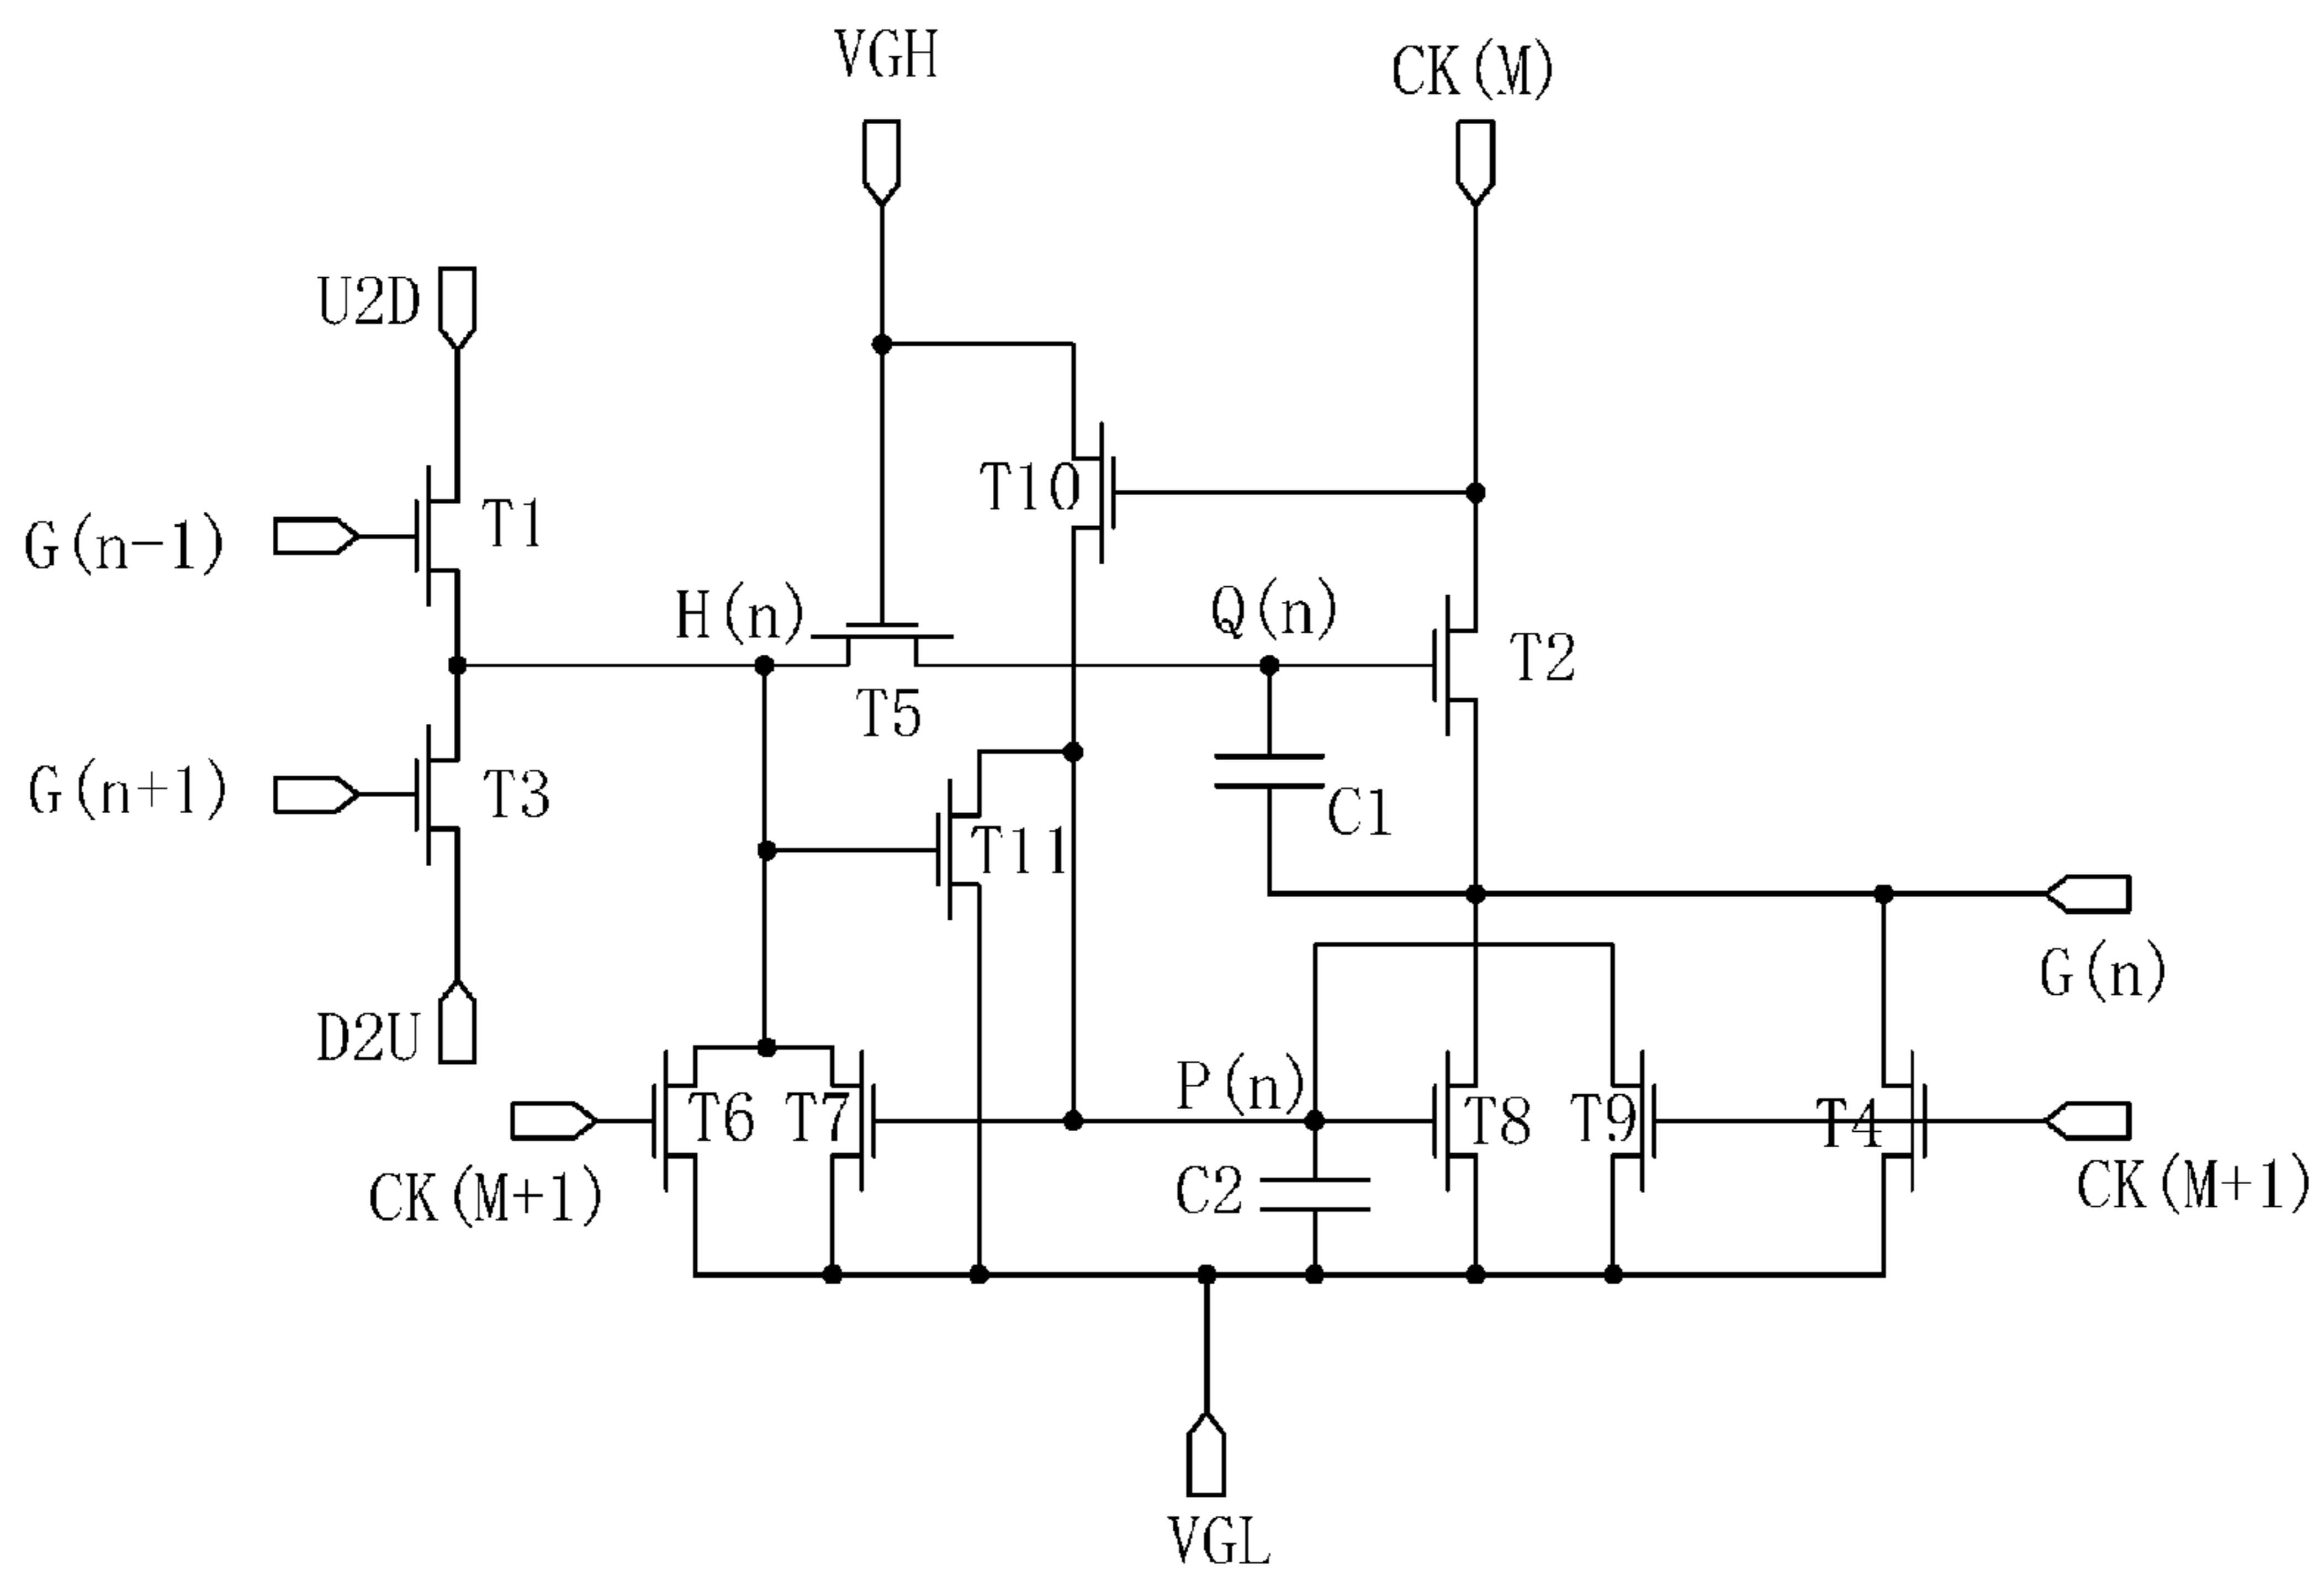 VGH
CK(M)
U2D
T10
G(n-1)
T1
H(n)
Q(n)
T2
T5
G(n+1)
T3
C1
T11
G(n)
D2U
P(n)
T6
T7
T8
T9
T4
CK(M+1)
C2
CK(M+1)
VGL